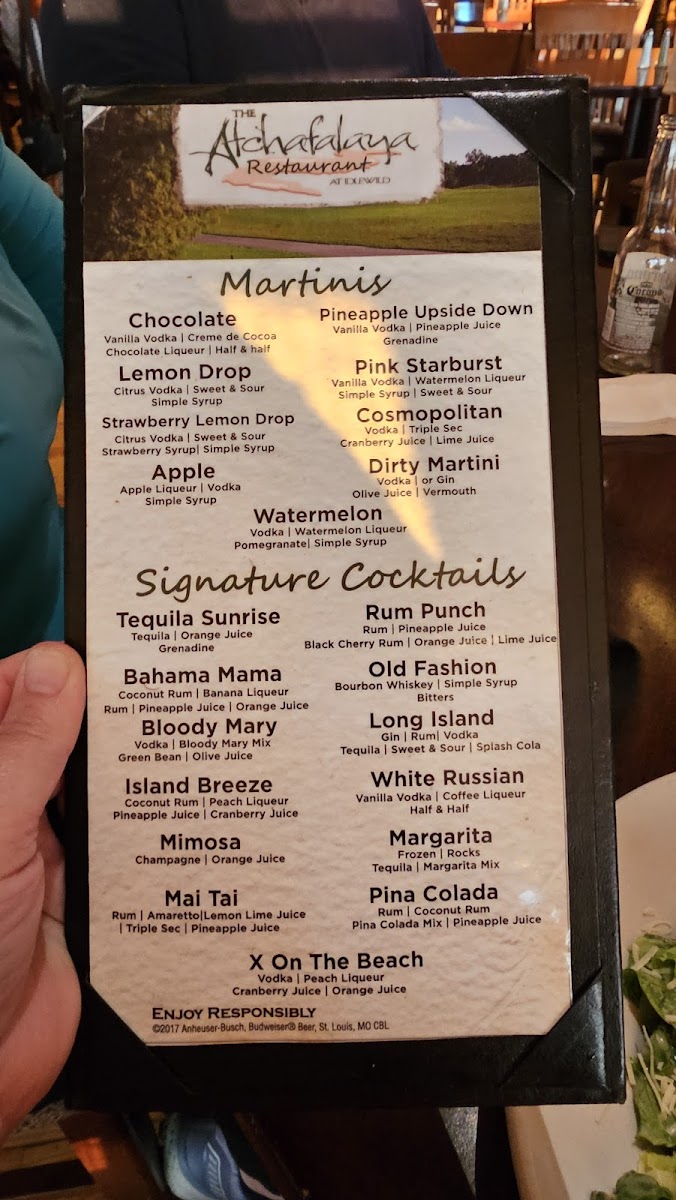 THE
Atchafalaya
Restaurant
AT IDLEWILD
Martinis
Chocolate
Vanilla Vodka | Creme de Cocoa
Chocolate Liqueur | Half & half
Pineapple Upside Down
Vanilla Vodka | Pineapple Juice
Grenadine
Lemon Drop
Citrus Vodka | Sweet & Sour
Simple Syrup
Pink Starburst
Vanilla Vodka | Watermelon Liqueur
Simple Syrup | Sweet & Sour
Strawberry Lemon Drop
Citrus Vodka | Sweet & Sour
Strawberry Syrup| Simple Syrup
Cosmopolitan
Vodka | Triple Sec
Cranberry Juice | Lime Juice
Apple
Apple Liqueur | Vodka
Simple Syrup
Dirty Martini
Vodka | or Gin
Olive Juice | Vermouth
Watermelon
Vodka | Watermelon Liqueur
Pomegranate| Simple Syrup
Signature Cocktails
Tequila Sunrise
Tequila | Orange Juice
Grenadine
Rum Punch
Rum | Pineapple Juice
Black Cherry Rum | Orange Juice | Lime Juice
Bahama Mama
Coconut Rum | Banana Liqueur
Rum | Pineapple Juice | Orange Juice
Old Fashion
Bourbon Whiskey | Simple Syrup
Bitters
Bloody Mary
Vodka | Bloody Mary Mix
Green Bean | Olive Juice
Long Island
Gin | Rum| Vodka
Tequila | Sweet & Sour | Splash Cola
Island Breeze
Coconut Rum | Peach Liqueur
Pineapple Juice | Cranberry Juice
White Russian
Vanilla Vodka | Coffee Liqueur
Half & Half
Mimosa
Champagne | Orange Juice
Margarita
Frozen | Rocks
Tequila | Margarita Mix
Mai Tai
Rum | Amaretto|Lemon Lime Juice
| Triple Sec | Pineapple Juice
Pina Colada
Rum | Coconut Rum
Pina Colada Mix | Pineapple Juice
X On The Beach
Vodka | Peach Liqueur
Cranberry Juice | Orange Juice
ENJOY RESPONSIBLY
©2017 Anheuser-Busch, Budweiser® Beer, St. Louis, MO CBL
Corona